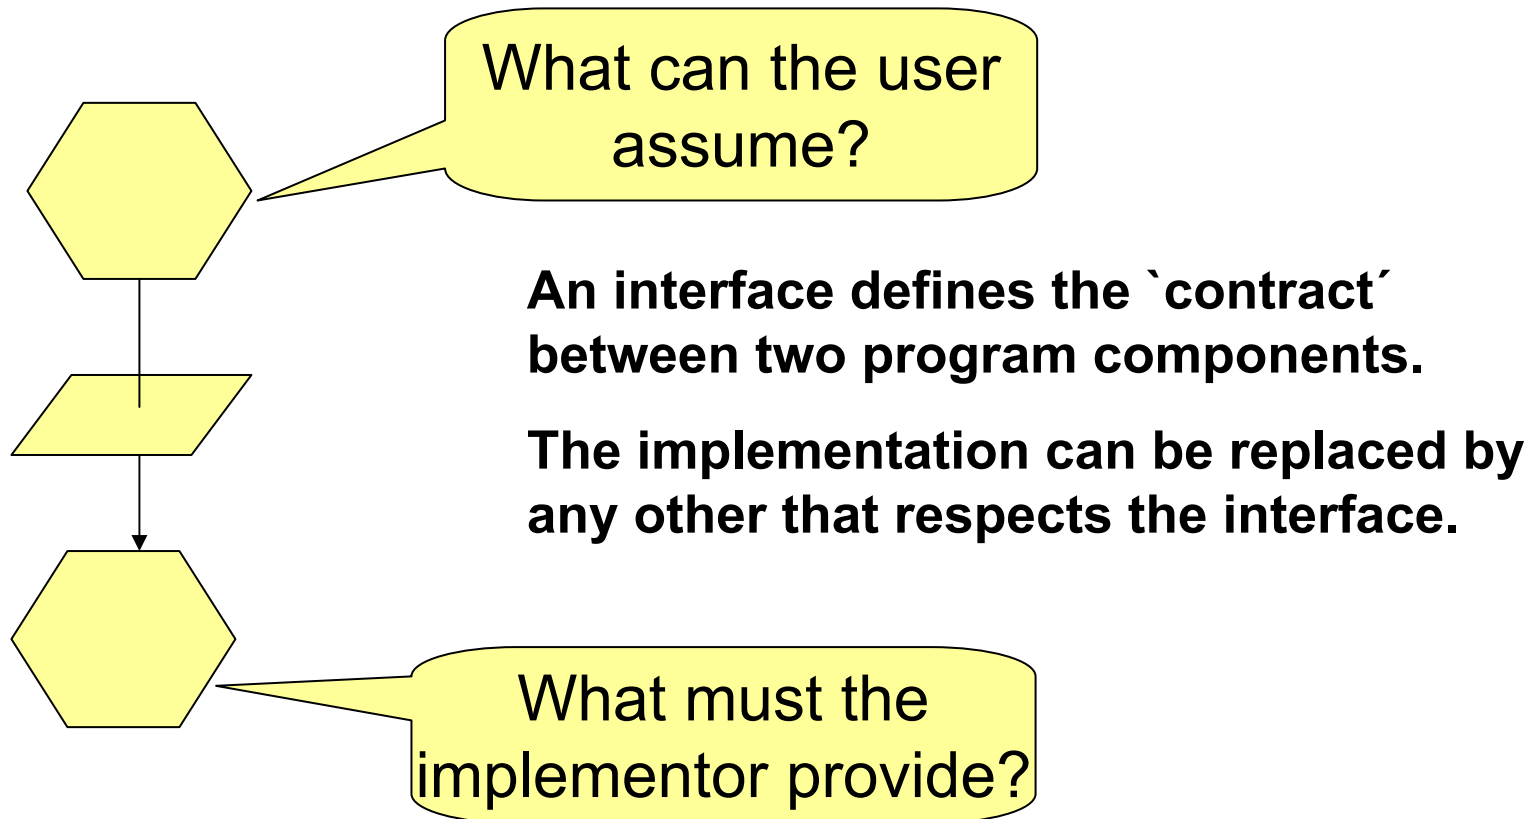 What can the user
assume?
An interface defines the `contract´
between two program components.
The implementation can be replaced by
any other that respects the interface.
What must the
implementor provide?